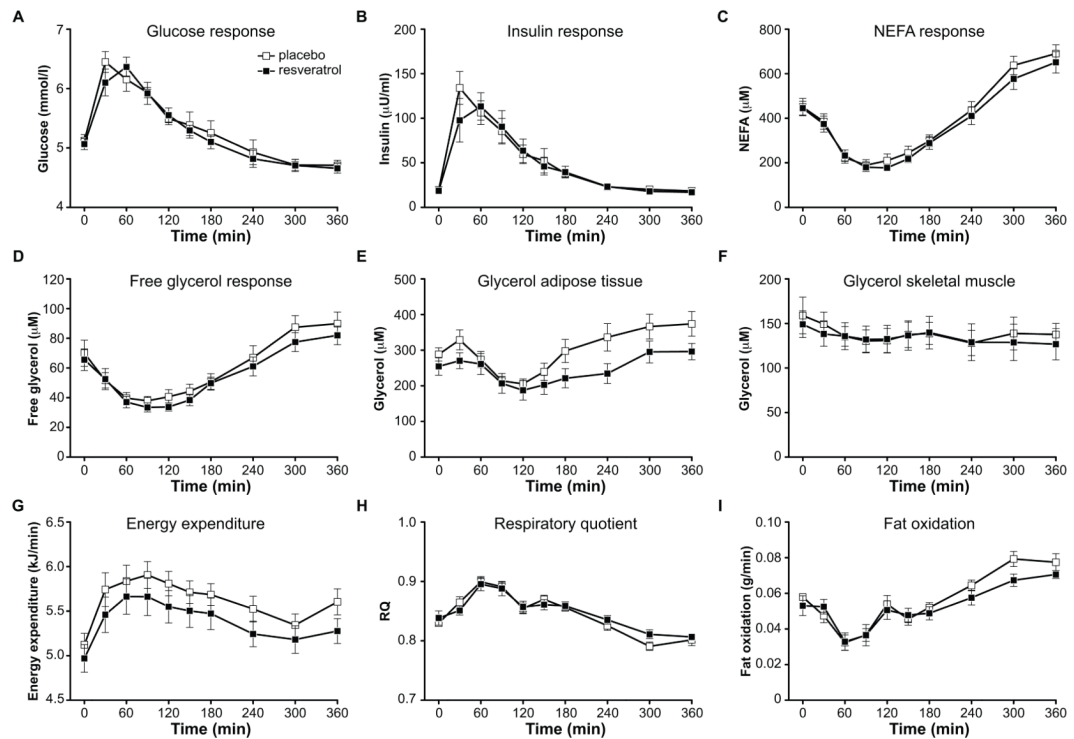 A
Glucose response
placebo
resveratrol
Glucose (mmol/l)
7
6
5
4
0 60 120 180 240 300 360
Time (min)
B
Insulin response
Insulin (µU/ml)
200
150
100
50
0
0 60 120 180 240 300 360
Time (min)
C
NEFA response
NEFA (µM)
800
600
400
200
0
0 60 120 180 240 300 360
Time (min)
D
Free glycerol response
Free glycerol (µM)
120
100
80
60
40
20
0
0 60 120 180 240 300 360
Time (min)
E
Glycerol adipose tissue
Glycerol (µM)
500
400
300
200
100
0
0 60 120 180 240 300 360
Time (min)
F
Glycerol skeletal muscle
Glycerol (µM)
200
150
100
50
0
0 60 120 180 240 300 360
Time (min)
G
Energy expenditure
Energy expenditure (kJ/min)
6.5
6.0
5.5
5.0
4.5
0 60 120 180 240 300 360
Time (min)
H
Respiratory quotient
RQ
1.0
0.9
0.8
0.7
0 60 120 180 240 300 360
Time (min)
I
Fat oxidation
Fat oxidation (g/min)
0.10
0.08
0.06
0.04
0.02
0
0 60 120 180 240 300 360
Time (min)